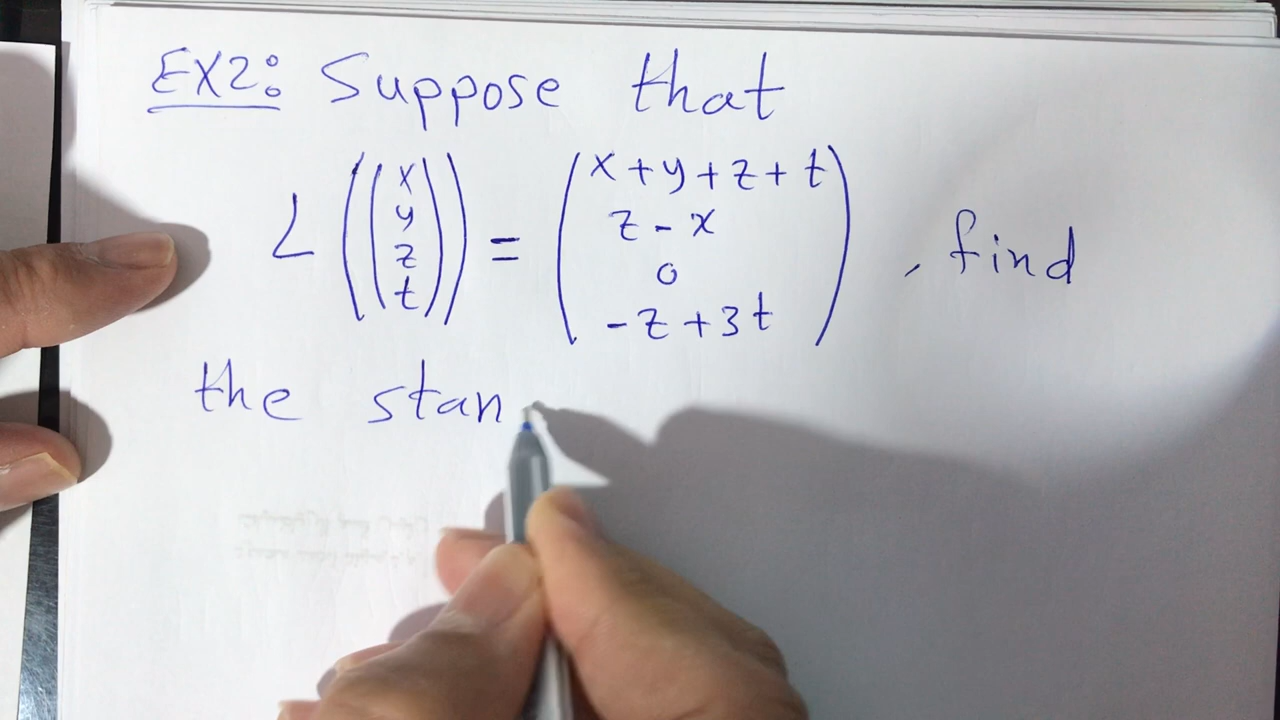 EX2: Suppose that
L((x y z t)) = (x+y+z+t z-x 0 -z+3t), find
the stan